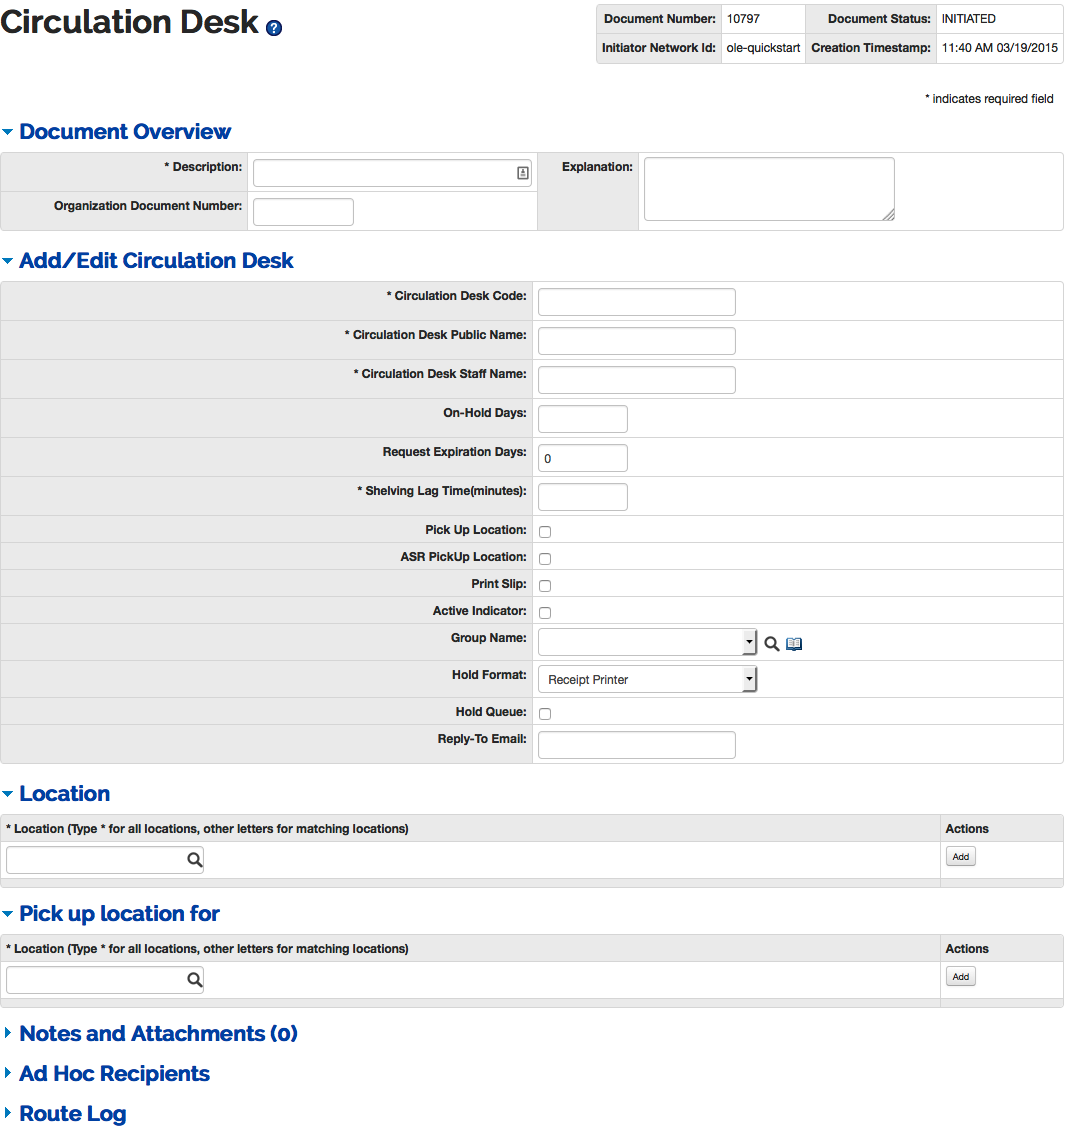 Circulation Desk ?
Document Number: 10797 Document Status: INITIATED
Initiator Network Id: ole-quickstart Creation Timestamp: 11:40 AM 03/19/2015
* indicates required field
Document Overview
* Description: Explanation:
Organization Document Number:
Add/Edit Circulation Desk
* Circulation Desk Code:
* Circulation Desk Public Name:
* Circulation Desk Staff Name:
On-Hold Days:
Request Expiration Days: 0
* Shelving Lag Time(minutes):
Pick Up Location:
ASR PickUp Location:
Print Slip:
Active Indicator:
Group Name:
Hold Format: Receipt Printer
Hold Queue:
Reply-To Email:
Location
* Location (Type * for all locations, other letters for matching locations) Actions
Add
Pick up location for
* Location (Type * for all locations, other letters for matching locations) Actions
Add
Notes and Attachments (0)
Ad Hoc Recipients
Route Log